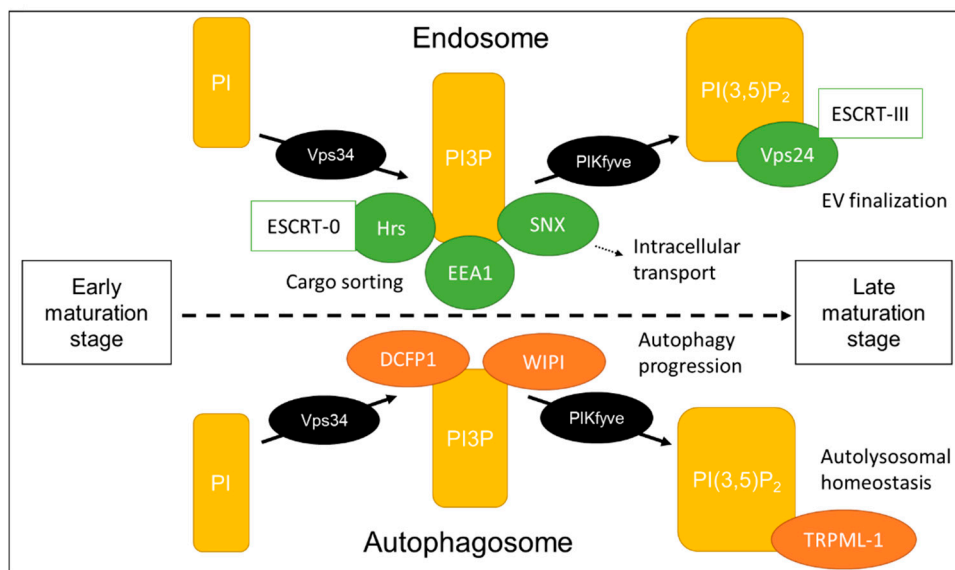 Endosome
PI
Vps34
PI3P
PIKfyve
PI(3,5)P₂
ESCRT-III
Vps24
EV finalization
ESCRT-0
Hrs
SNX
EEA1
Cargo sorting
Intracellular
transport
Early
maturation
stage
Late
maturation
stage
Autophagy
progression
DCFP1
WIPI
PI
Vps34
PI3P
PIKfyve
PI(3,5)P₂
Autolysosomal
homeostasis
TRPML-1
Autophagosome